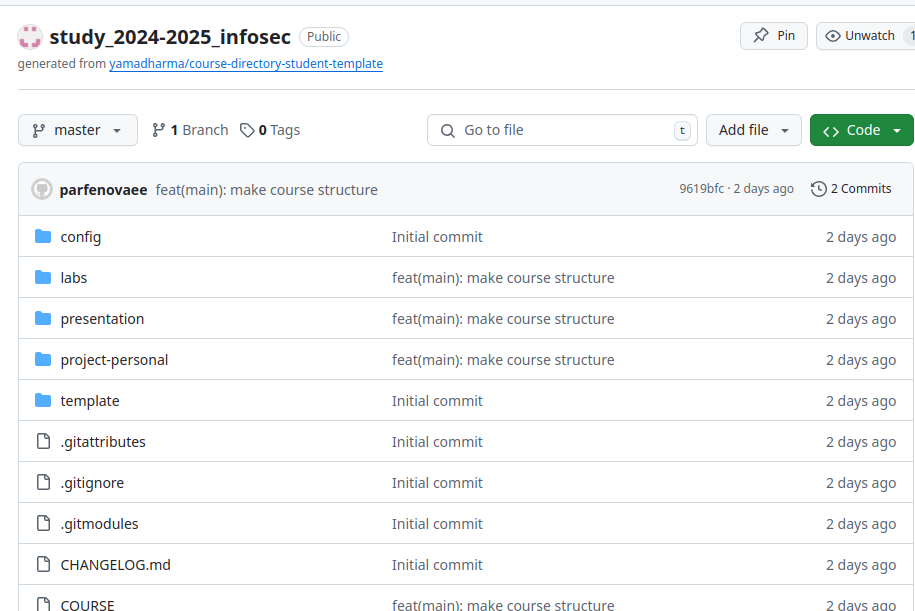 study_2024-2025_infosec Public Pin Unwatch 1
generated from yamadharma/course-directory-student-template
master 1 Branch 0 Tags Go to file t Add file Code
parfenovaee feat(main): make course structure 9619bfc · 2 days ago 2 Commits
config Initial commit 2 days ago
labs feat(main): make course structure 2 days ago
presentation feat(main): make course structure 2 days ago
project-personal feat(main): make course structure 2 days ago
template Initial commit 2 days ago
.gitattributes Initial commit 2 days ago
.gitignore Initial commit 2 days ago
.gitmodules Initial commit 2 days ago
CHANGELOG.md Initial commit 2 days ago
COURSE feat(main): make course structure 2 days ago